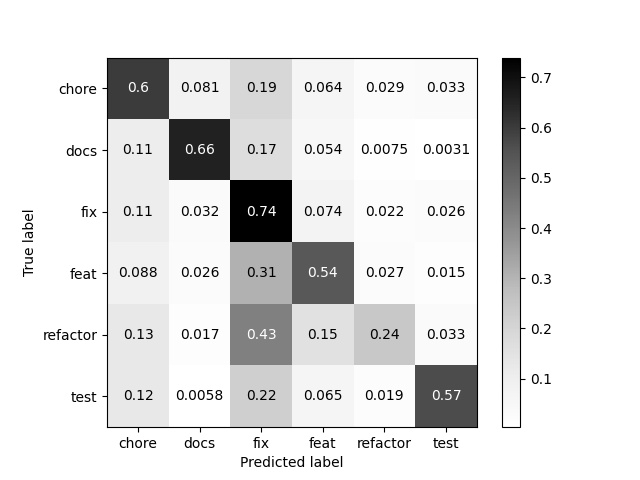 chore 0.6 0.081 0.19 0.064 0.029 0.033
docs 0.11 0.66 0.17 0.054 0.0075 0.0031
fix 0.11 0.032 0.74 0.074 0.022 0.026
feat 0.088 0.026 0.31 0.54 0.027 0.015
refactor 0.13 0.017 0.43 0.15 0.24 0.033
test 0.12 0.0058 0.22 0.065 0.019 0.57
chore docs fix feat refactor test
Predicted label
True label
0.7
0.6
0.5
0.4
0.3
0.2
0.1